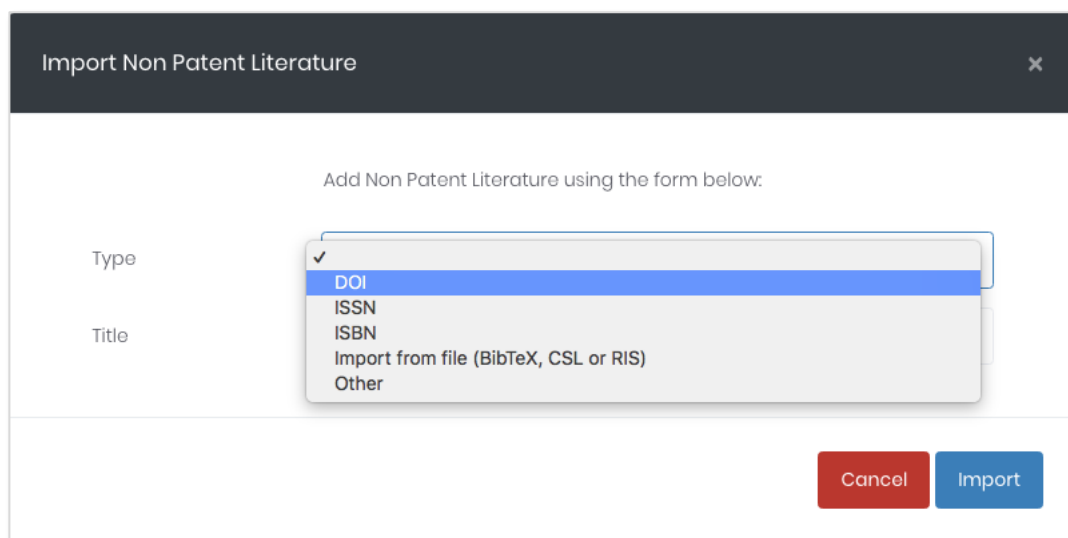 Import Non Patent Literature ×
Add Non Patent Literature using the form below:
Type
✓
DOI
ISSN
ISBN
Import from file (BibTeX, CSL or RIS)
Other
Title
Cancel Import